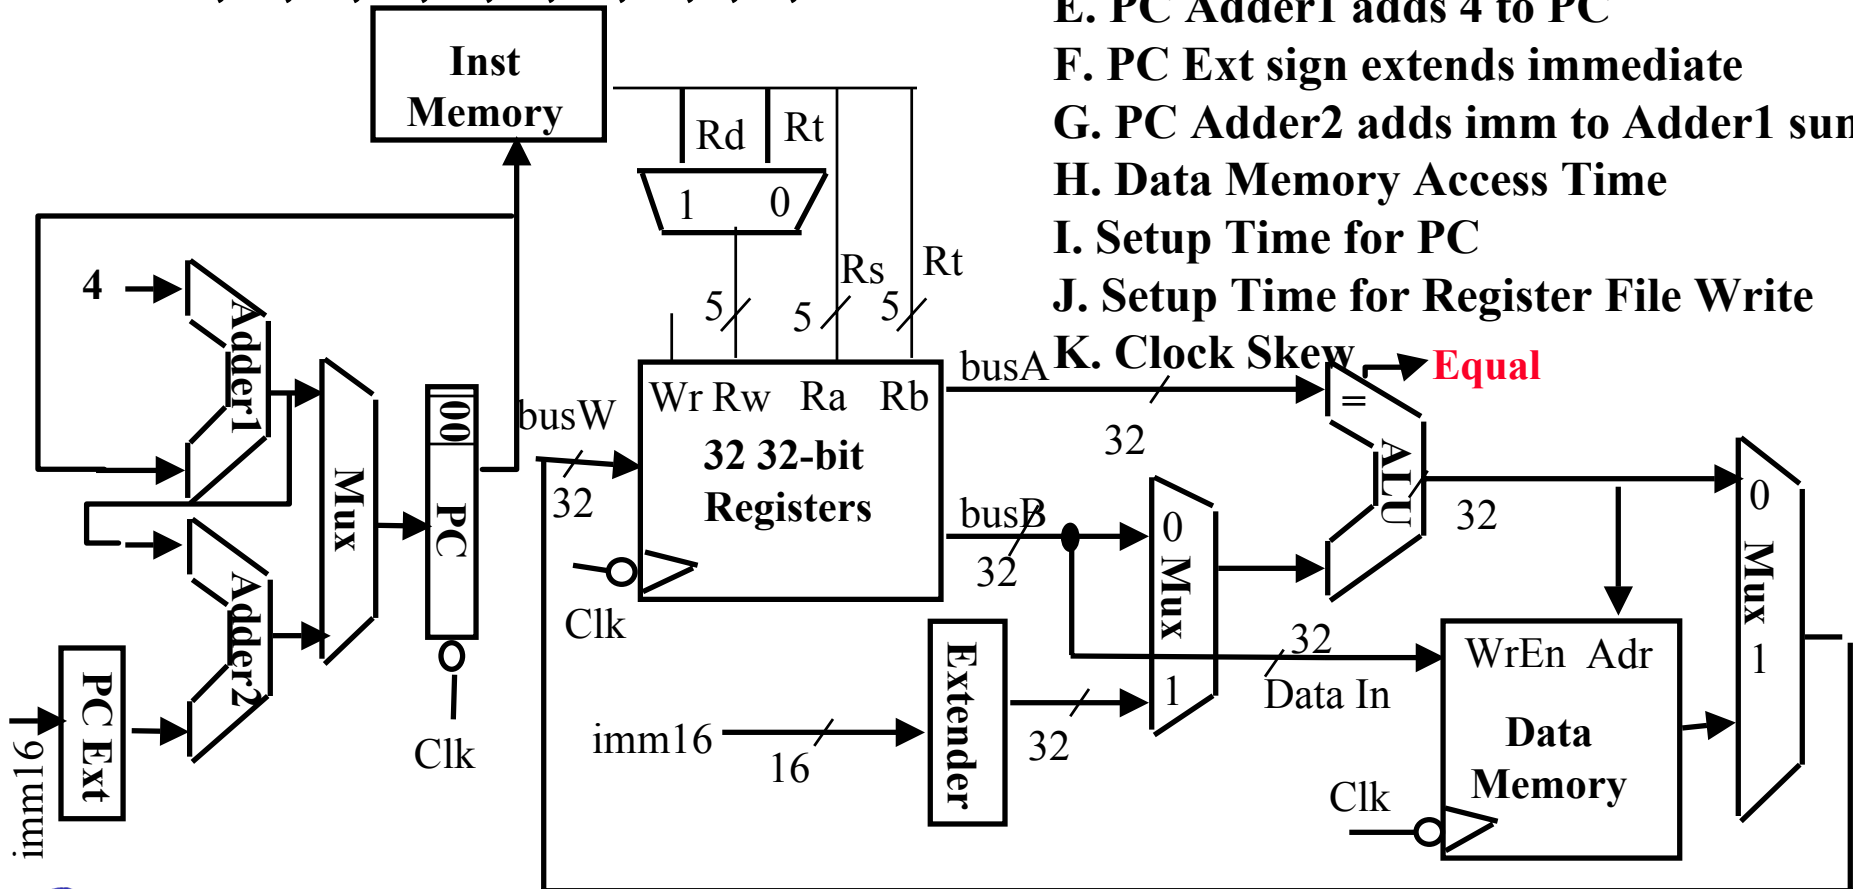 E. PC Adder1 adds 4 to PC
F. PC Ext sign extends immediate
G. PC Adder2 adds imm to Adder1 sum
H. Data Memory Access Time
I. Setup Time for PC
J. Setup Time for Register File Write
K. Clock Skew
Inst
Memory
Rd
Rt
1
0
Rs
Rt
4
5
5
5
Adder1
Mux
00
PC
Clk
Adder2
PC Ext
imm16
busW
32
Wr Rw Ra Rb
32 32-bit
Registers
Clk
busA
32
busB
32
0
Mux
1
Extender
imm16
16
32
=
ALU
Equal
32
32
Data In
WrEn Adr
Data
Memory
Clk
0
Mux
1